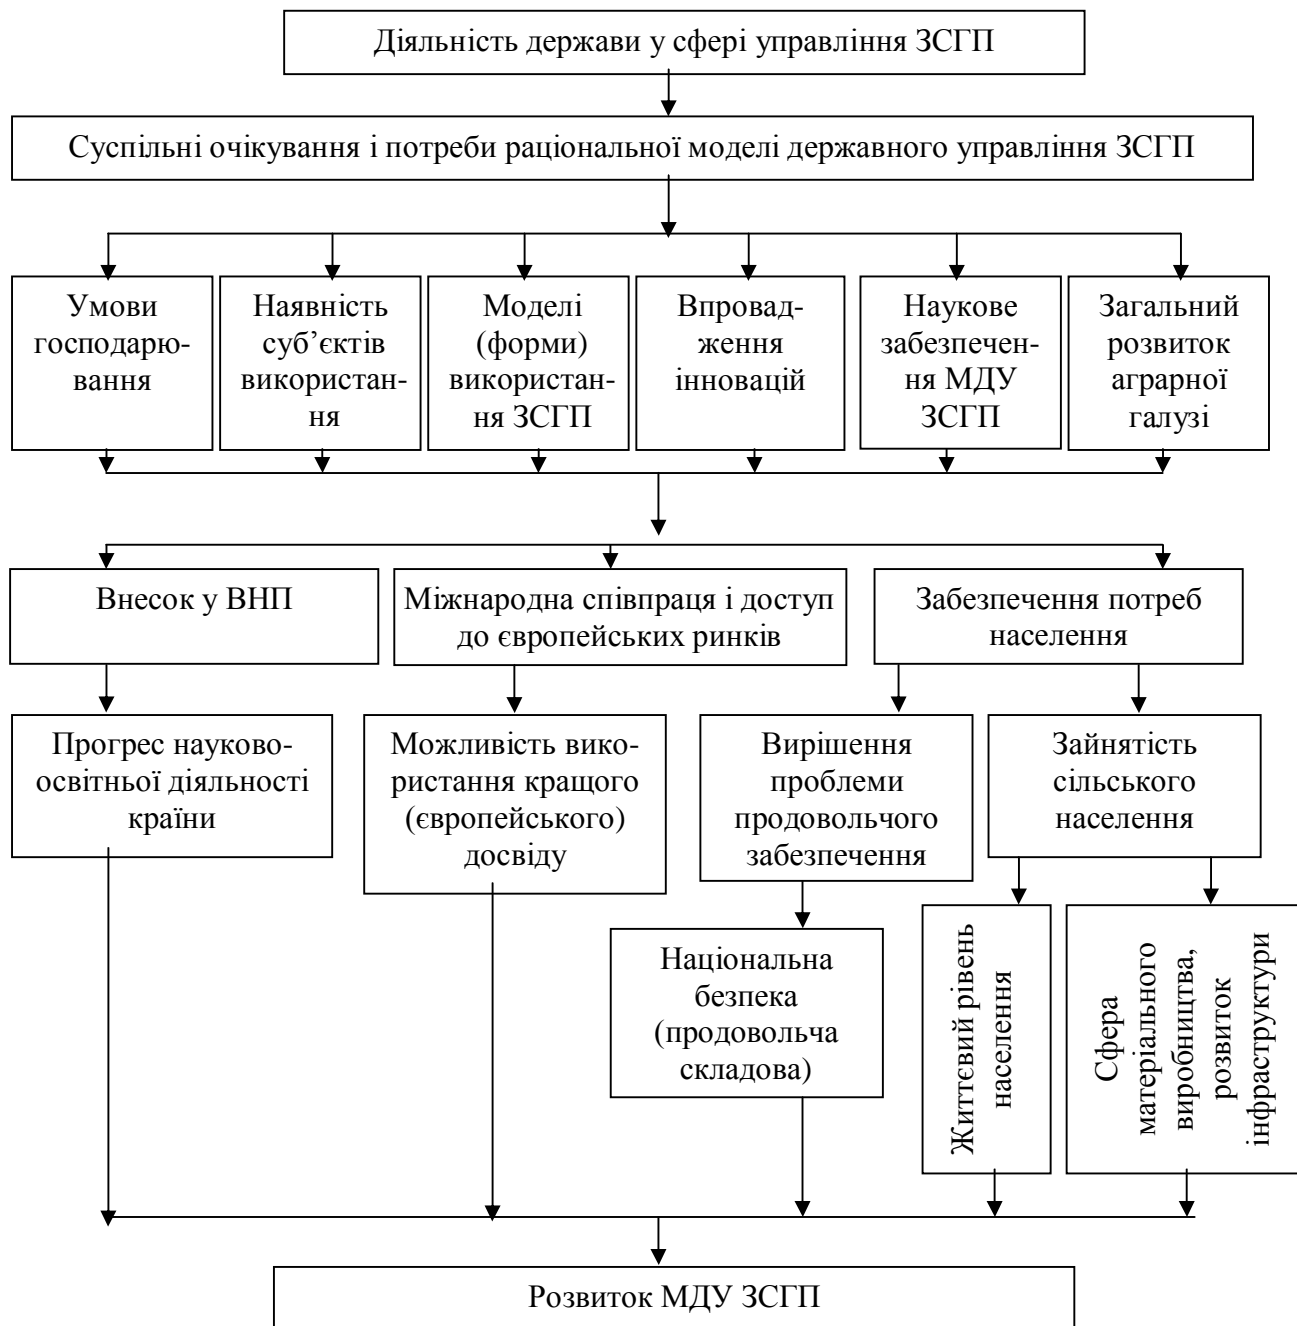 Діяльність держави у сфері управління ЗСГП
Суспільні очікування і потреби раціональної моделі державного управління ЗСГП
Умови
господарю-
вання
Наявність
суб’єктів
використан-
ня
Моделі
(форми)
використан-
ня ЗСГП
Впровад-
ження
інновацій
Наукове
забезпечен-
ня МДУ
ЗСГП
Загальний
розвиток
аграрної
галузі
Внесок у ВНП
Міжнародна співпраця і доступ
до європейських ринків
Забезпечення потреб
населення
Прогрес науково-
освітньої діяльності
країни
Можливість вико-
ристання кращого
(європейського)
досвіду
Вирішення
проблеми
продовольчого
забезпечення
Зайнятість
сільського
населення
Національна
безпека
(продовольча
складова)
Життєвий рівень
населення
Сфера
матеріального
виробництва,
розвиток
інфраструктури
Розвиток МДУ ЗСГП